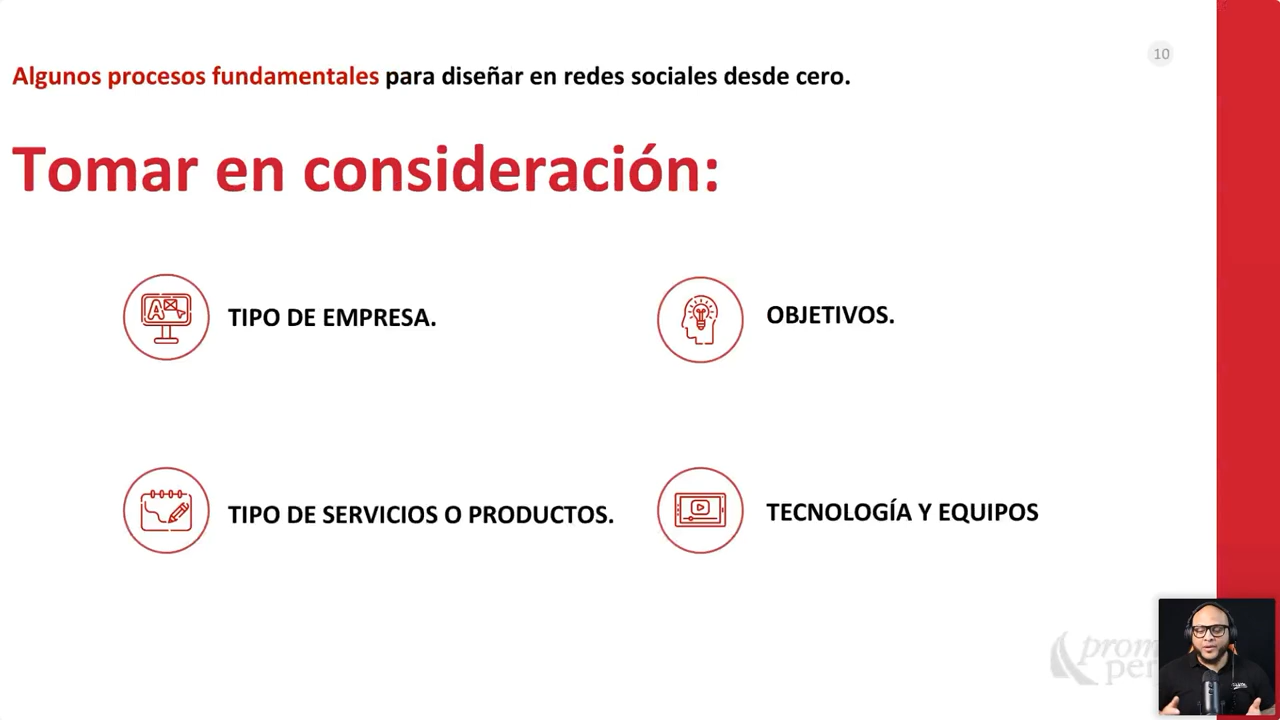 10
Algunos procesos fundamentales para diseñar en redes sociales desde cero.
Tomar en consideración:
TIPO DE EMPRESA.
OBJETIVOS.
TIPO DE SERVICIOS O PRODUCTOS.
TECNOLOGÍA Y EQUIPOS